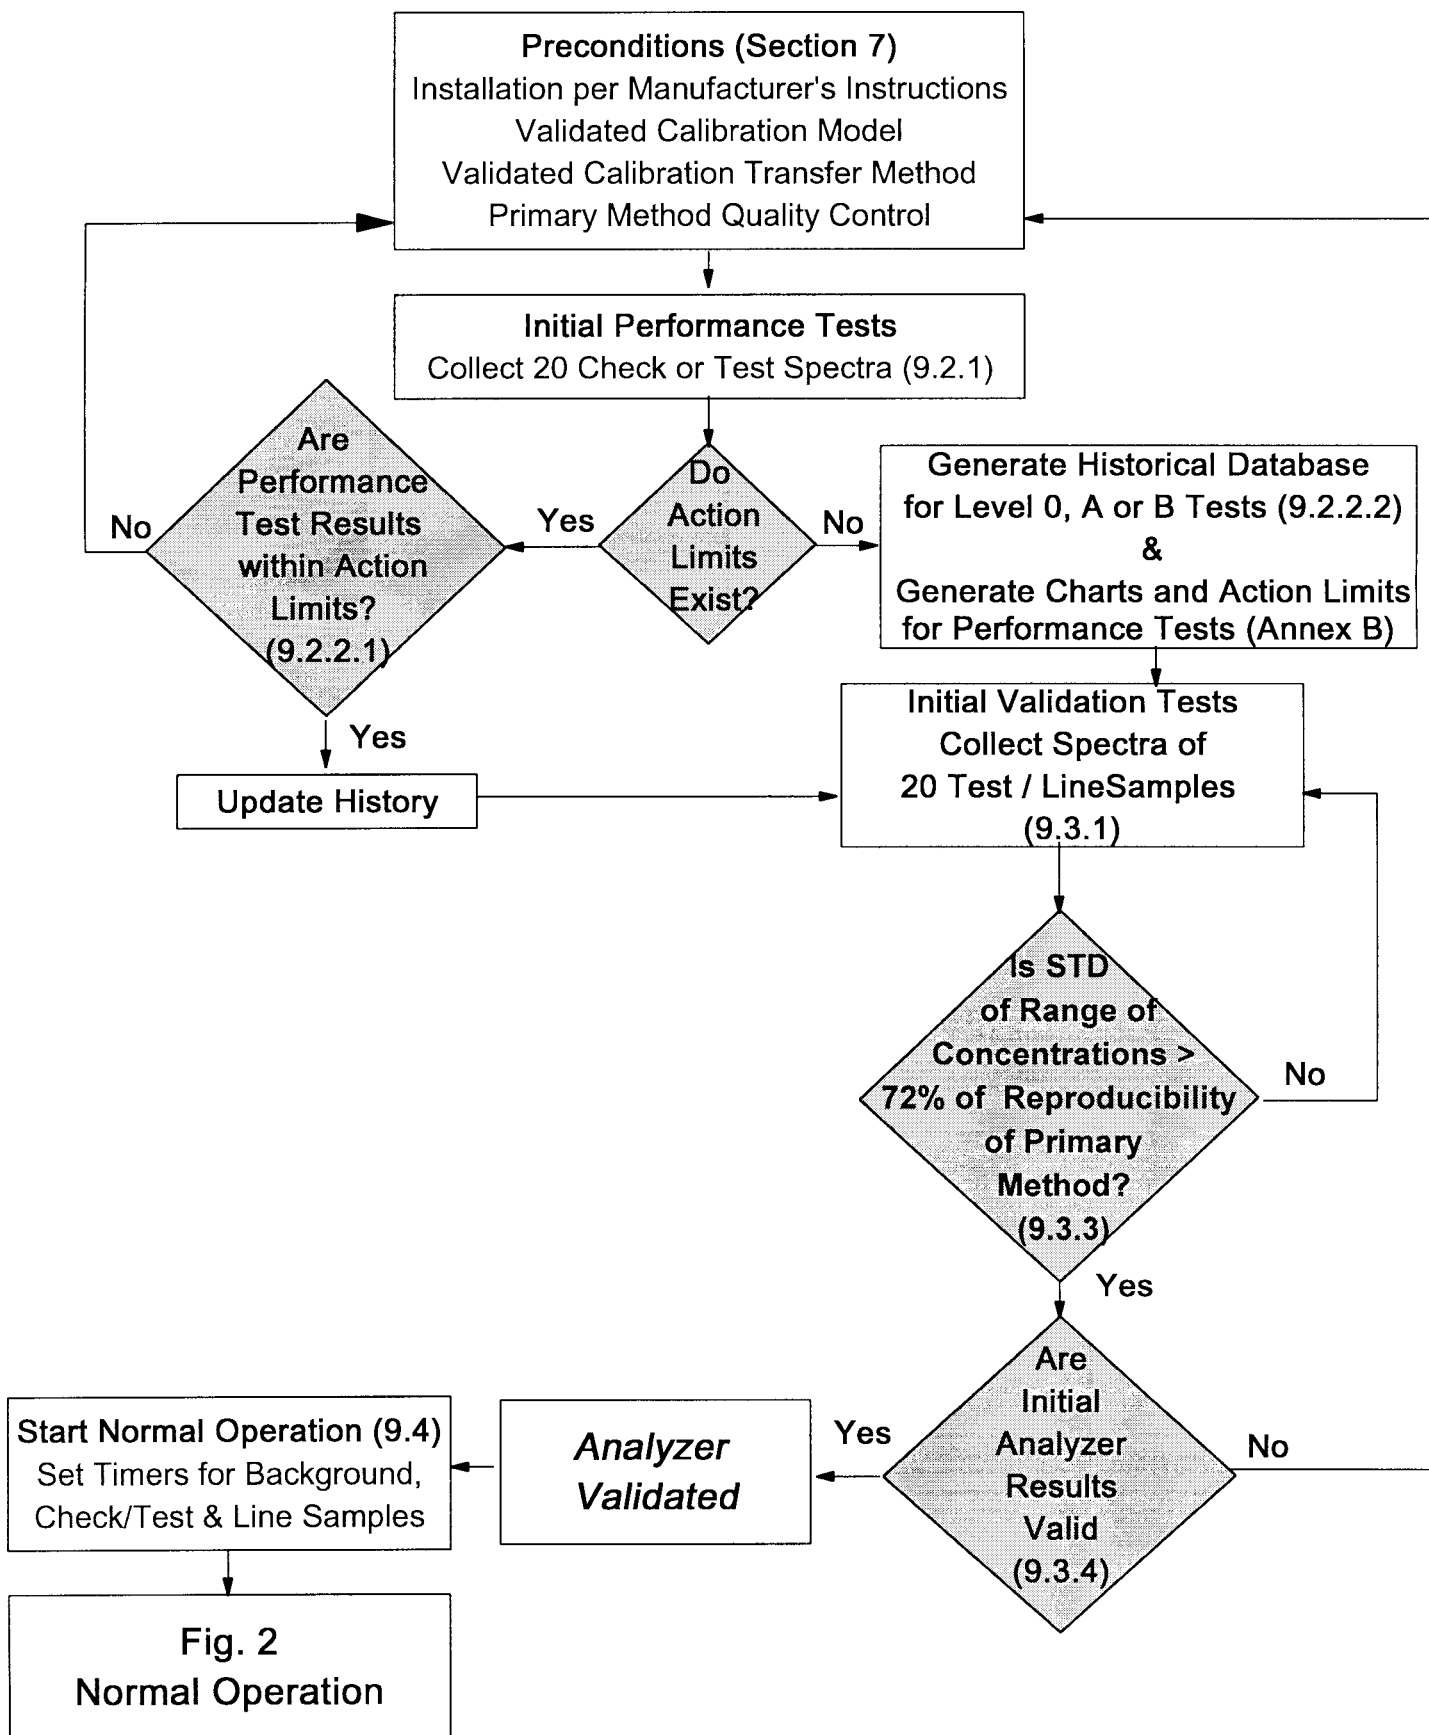 Preconditions (Section 7)
Installation per Manufacturer's Instructions
Validated Calibration Model
Validated Calibration Transfer Method
Primary Method Quality Control
Initial Performance Tests
Collect 20 Check or Test Spectra (9.2.1)
Do
Action
Limits
Exist?
Yes
No
Are
Performance
Test Results
within Action
Limits?
(9.2.2.1)
No
Yes
Update History
Generate Historical Database
for Level 0, A or B Tests (9.2.2.2)
&
Generate Charts and Action Limits
for Performance Tests (Annex B)
Initial Validation Tests
Collect Spectra of
20 Test / LineSamples
(9.3.1)
Is STD
of Range of
Concentrations >
72% of Reproducibility
of Primary
Method?
(9.3.3)
No
Yes
Are
Initial
Analyzer
Results
Valid
(9.3.4)
No
Yes
Analyzer
Validated
Start Normal Operation (9.4)
Set Timers for Background,
Check/Test & Line Samples
Fig. 2
Normal Operation